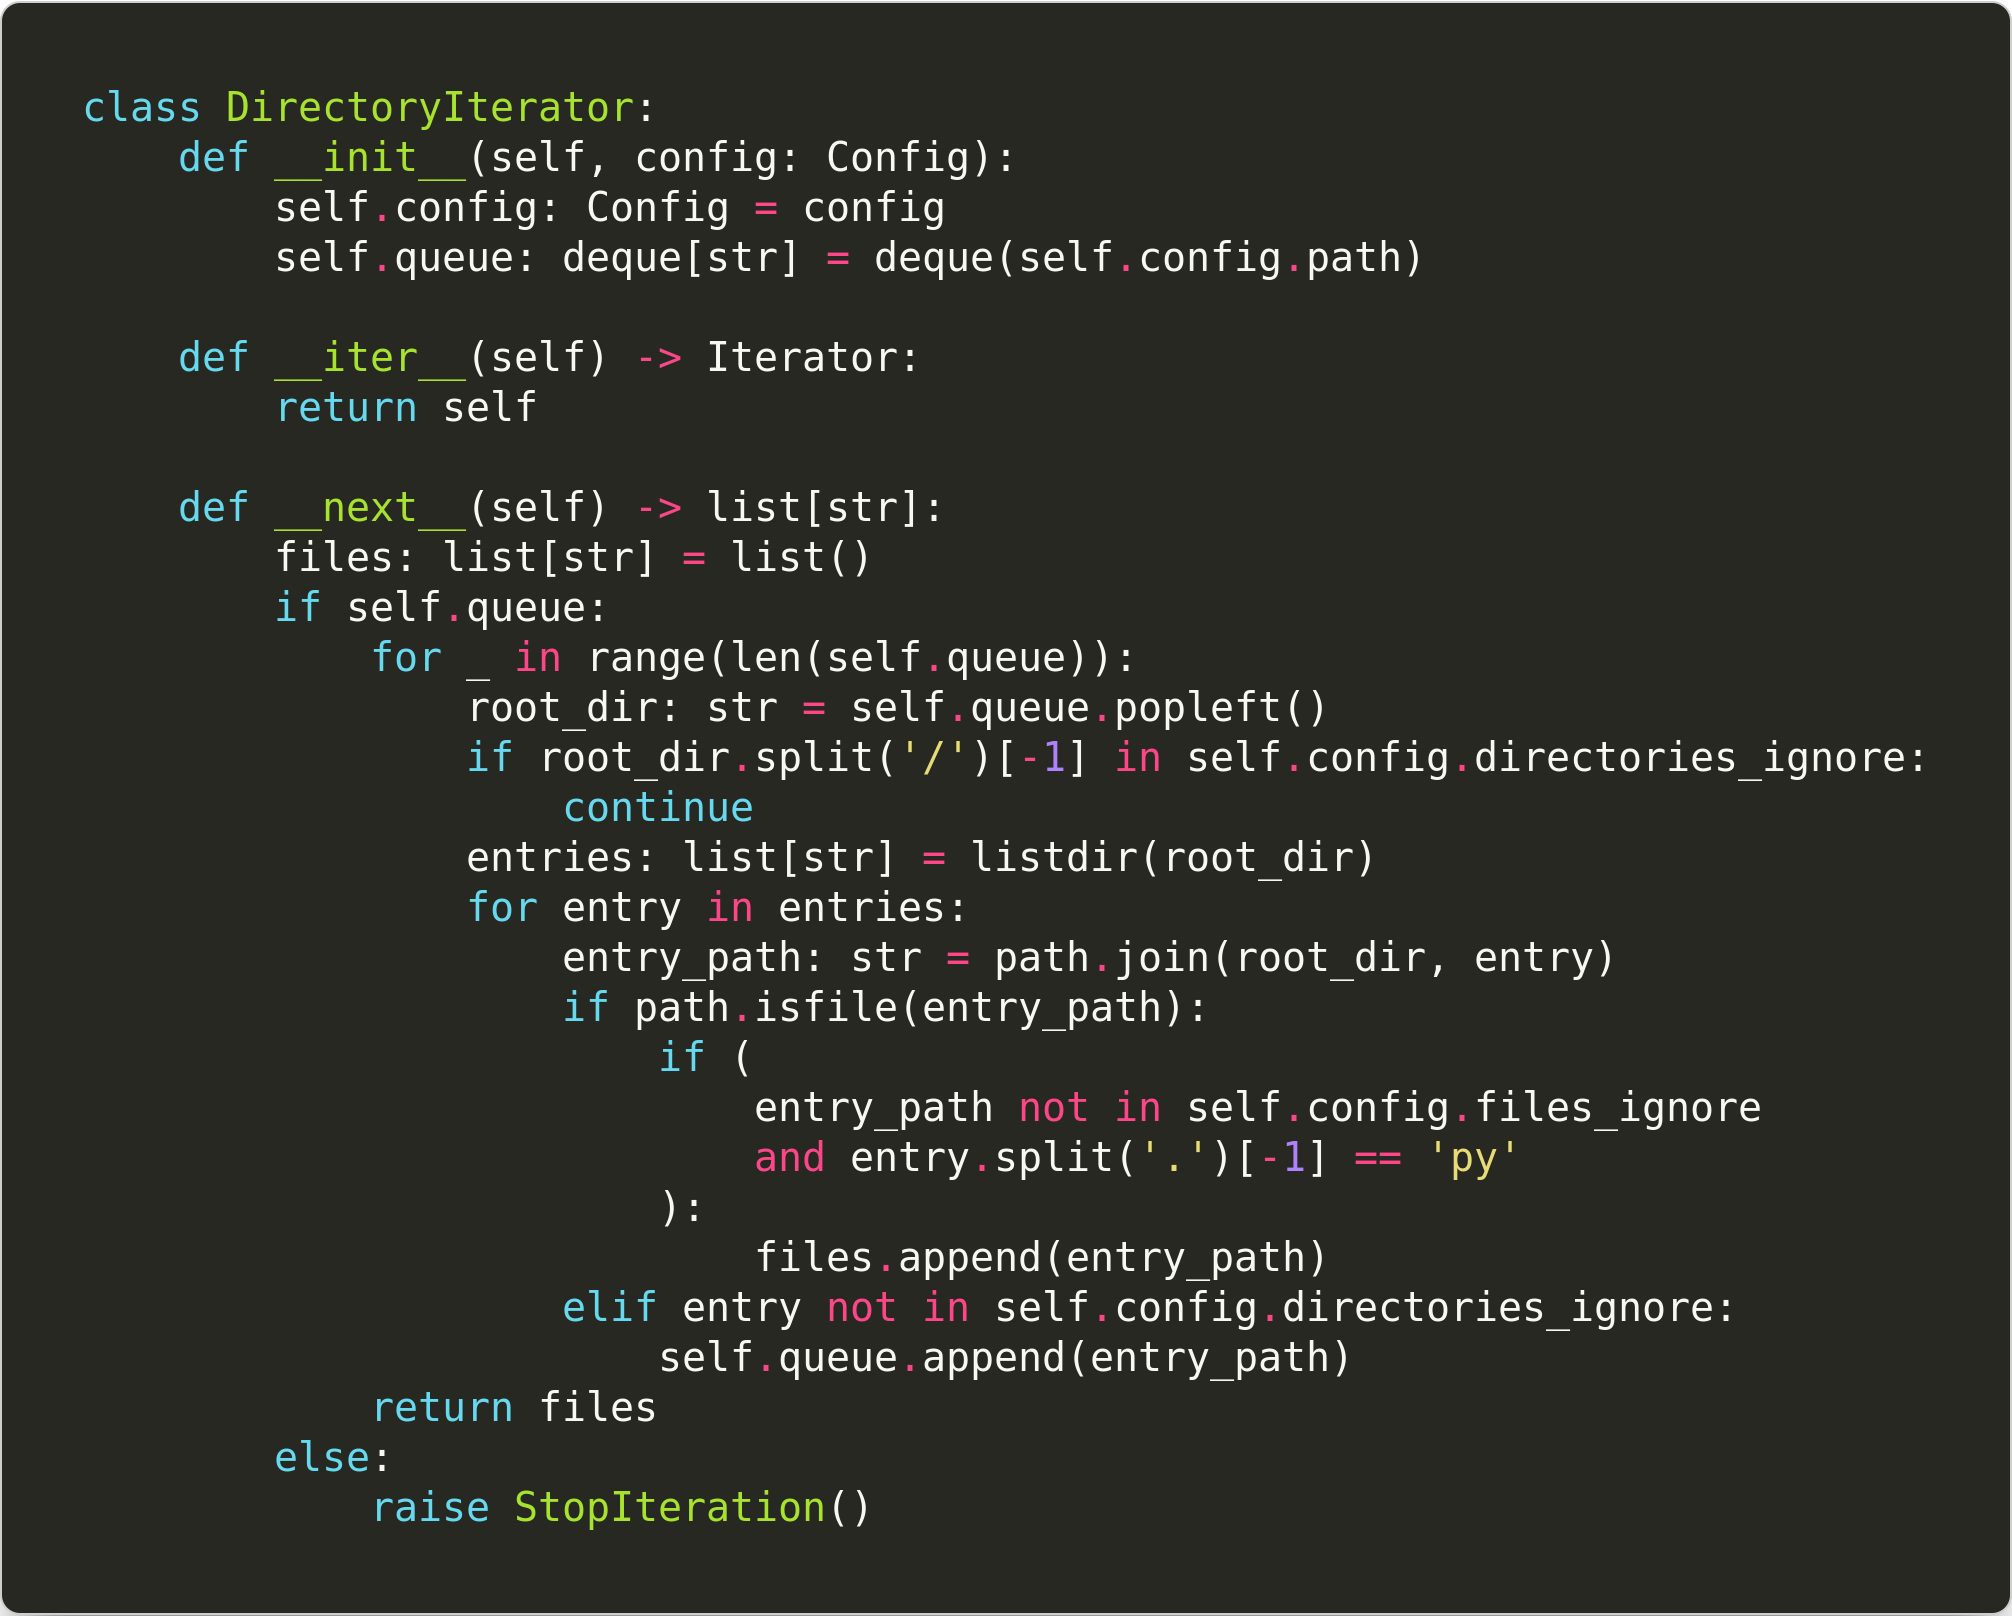 class DirectoryIterator:
    def __init__(self, config: Config):
        self.config: Config = config
        self.queue: deque[str] = deque(self.config.path)

    def __iter__(self) -> Iterator:
        return self

    def __next__(self) -> list[str]:
        files: list[str] = list()
        if self.queue:
            for _ in range(len(self.queue)):
                root_dir: str = self.queue.popleft()
                if root_dir.split('/')[-1] in self.config.directories_ignore:
                    continue
                entries: list[str] = listdir(root_dir)
                for entry in entries:
                    entry_path: str = path.join(root_dir, entry)
                    if path.isfile(entry_path):
                        if (
                            entry_path not in self.config.files_ignore
                            and entry.split('.')[-1] == 'py'
                        ):
                            files.append(entry_path)
                    elif entry not in self.config.directories_ignore:
                        self.queue.append(entry_path)
            return files
        else:
            raise StopIteration()